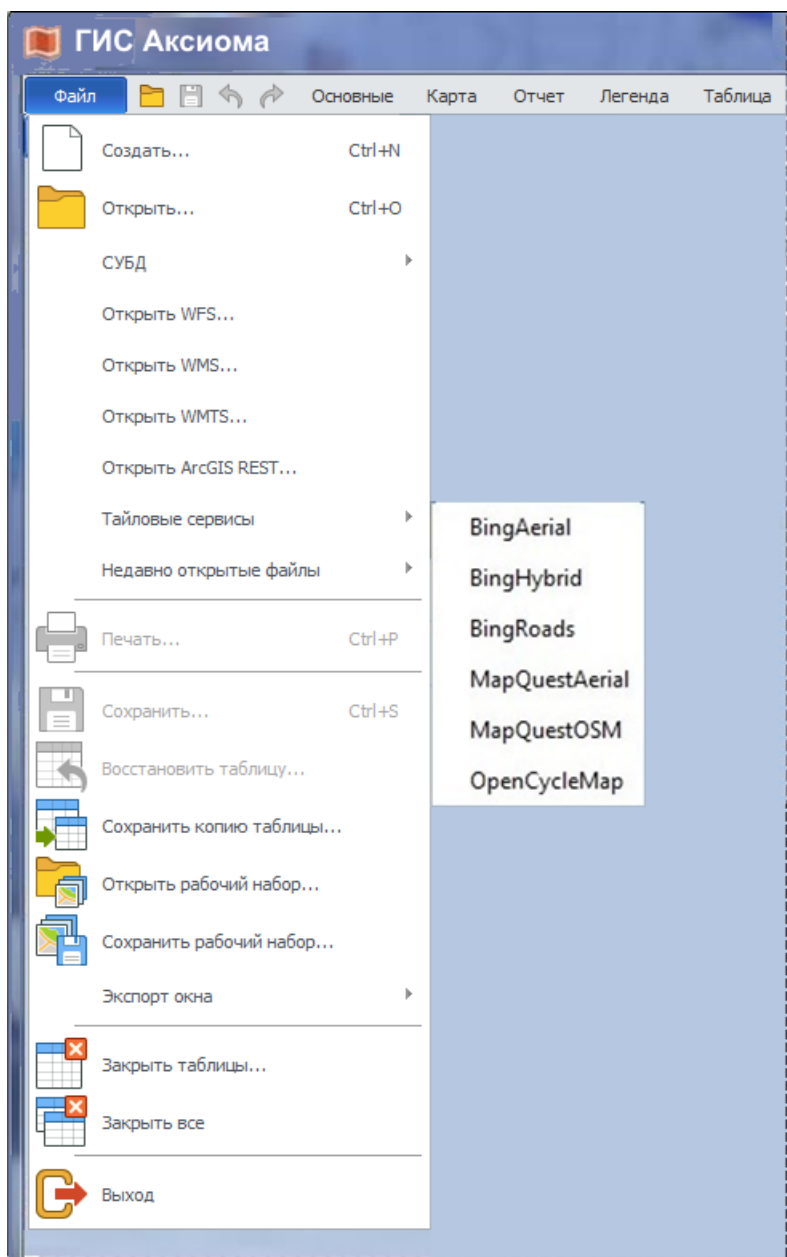 ГИС Аксиома
Файл Основные Карта Отчет Легенда Таблица
Создать... Ctrl+N
Открыть... Ctrl+O
СУБД
Открыть WFS...
Открыть WMS...
Открыть WMTS...
Открыть ArcGIS REST...
Тайловые сервисы
Недавно открытые файлы
Печать... Ctrl+P
Сохранить... Ctrl+S
Восстановить таблицу...
Сохранить копию таблицы...
Открыть рабочий набор...
Сохранить рабочий набор...
Экспорт окна
Закрыть таблицы...
Закрыть все
Выход
BingAerial
BingHybrid
BingRoads
MapQuestAerial
MapQuestOSM
OpenCycleMap